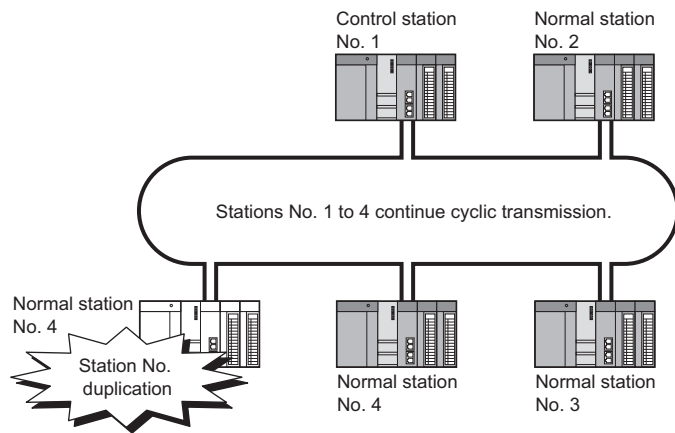 Control station
No. 1
Normal station
No. 2
Stations No. 1 to 4 continue cyclic transmission.
Normal station
No. 4
Station No.
duplication
Normal station
No. 4
Normal station
No. 3